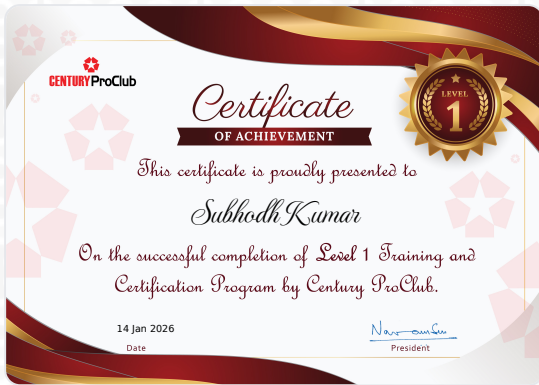 CENTURY ProClub
Certificate
OF ACHIEVEMENT
LEVEL
1
This certificate is proudly presented to
Subhodh Kumar
On the successful completion of Level 1 Training and
Certification Program by Century ProClub.
14 Jan 2026
Date
President